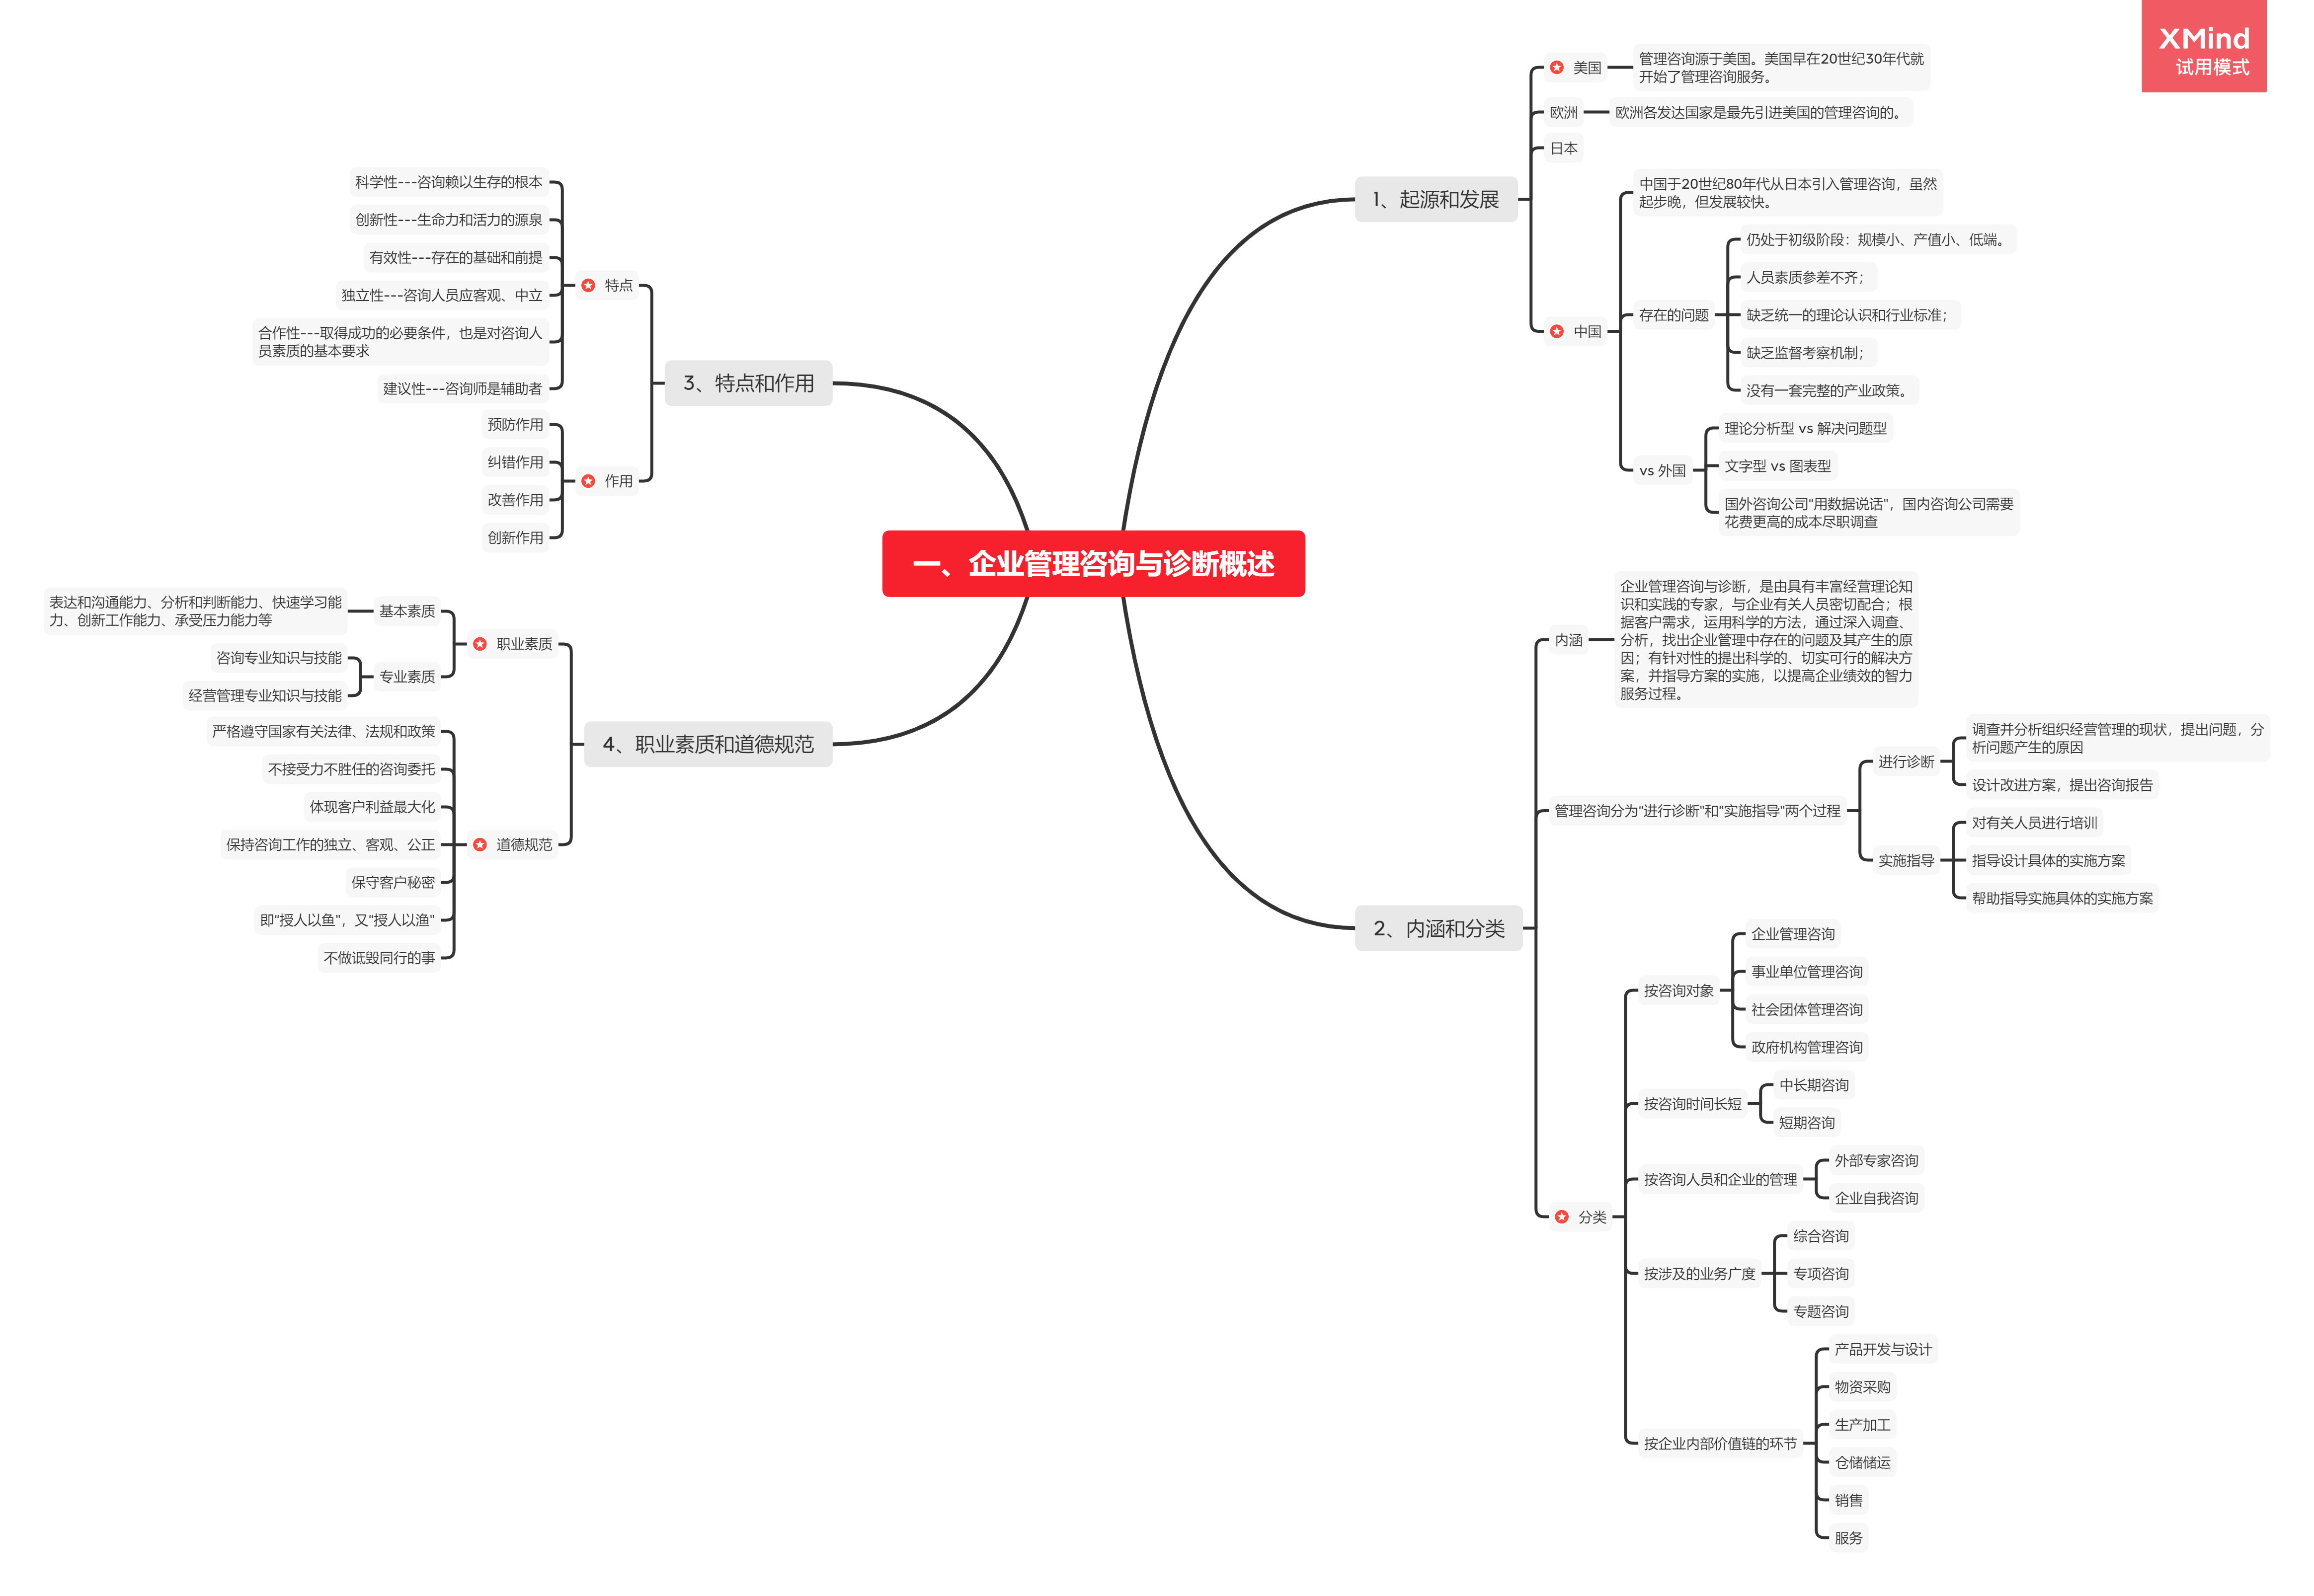 XMind
试用模式
一、企业管理咨询与诊断概述
1、起源和发展
美国
管理咨询源于美国。美国早在20世纪30年代就
开始了管理咨询服务。
欧洲
欧洲各发达国家是最先引进美国的管理咨询的。
日本
中国
中国于20世纪80年代从日本引入管理咨询，虽然
起步晚，但发展较快。
存在的问题
仍处于初级阶段：规模小、产值小、低端。
人员素质参差不齐；
缺乏统一的理论认识和行业标准；
缺乏监督考察机制；
没有一套完整的产业政策。
vs 外国
理论分析型 vs 解决问题型
文字型 vs 图表型
国外咨询公司"用数据说话"，国内咨询公司需要
花费更高的成本尽职调查
2、内涵和分类
内涵
企业管理咨询与诊断，是由具有丰富经营理论知
识和实践的专家，与企业有关人员密切配合；根
据客户需求，运用科学的方法，通过深入调查、
分析，找出企业管理中存在的问题及其产生的原
因；有针对性的提出科学的、切实可行的解决方
案，并指导方案的实施，以提高企业绩效的智力
服务过程。
管理咨询分为"进行诊断"和"实施指导"两个过程
进行诊断
调查并分析组织经营管理的现状，提出问题，分
析问题产生的原因
设计改进方案，提出咨询报告
实施指导
对有关人员进行培训
指导设计具体的实施方案
帮助指导实施具体的实施方案
分类
按咨询对象
企业管理咨询
事业单位管理咨询
社会团体管理咨询
政府机构管理咨询
按咨询时间长短
中长期咨询
短期咨询
按咨询人员和企业的管理
外部专家咨询
企业自我咨询
按涉及的业务广度
综合咨询
专项咨询
专题咨询
按企业内部价值链的环节
产品开发与设计
物资采购
生产加工
仓储储运
销售
服务
3、特点和作用
特点
科学性---咨询赖以生存的根本
创新性---生命力和活力的源泉
有效性---存在的基础和前提
独立性---咨询人员应客观、中立
合作性---取得成功的必要条件，也是对咨询人
员素质的基本要求
建议性---咨询师是辅助者
作用
预防作用
纠错作用
改善作用
创新作用
4、职业素质和道德规范
职业素质
基本素质
表达和沟通能力、分析和判断能力、快速学习能
力、创新工作能力、承受压力能力等
专业素质
咨询专业知识与技能
经营管理专业知识与技能
道德规范
严格遵守国家有关法律、法规和政策
不接受力不胜任的咨询委托
体现客户利益最大化
保持咨询工作的独立、客观、公正
保守客户秘密
即"授人以鱼"，又"授人以渔"
不做诋毁同行的事